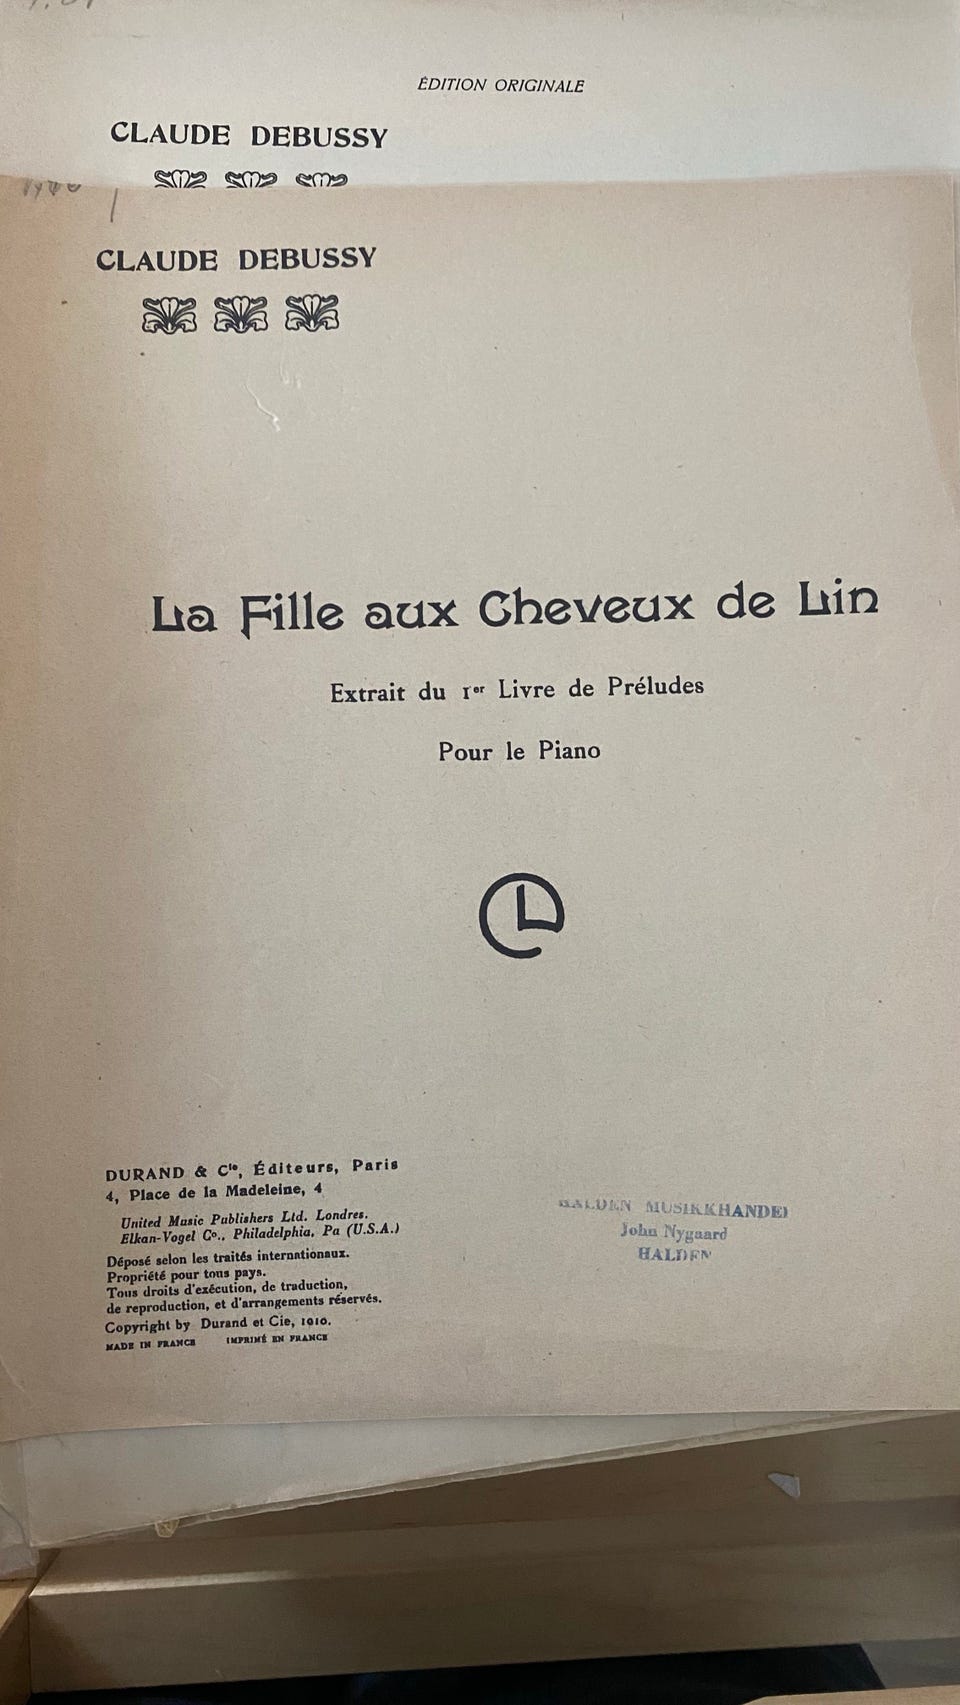 ÉDITION ORIGINALE
CLAUDE DEBUSSY
CLAUDE DEBUSSY
La Fille aux Cheveux de Lin
Extrait du 1er Livre de Préludes
Pour le Piano
DURAND & Cie, Éditeurs, Paris
4, Place de la Madeleine, 4
United Music Publishers Ltd. Londres.
Elkan-Vogel Co., Philadelphia, Pa (U.S.A.)
Déposé selon les traités internationaux.
Propriété pour tous pays.
Tous droits d'exécution, de traduction,
de reproduction, et d'arrangements réservés.
Copyright by Durand et Cie, 1910.
MADE IN FRANCE IMPRIMÉ EN FRANCE
HALDEN MUSIKKHANDEL
John Nygaard
HALDEN